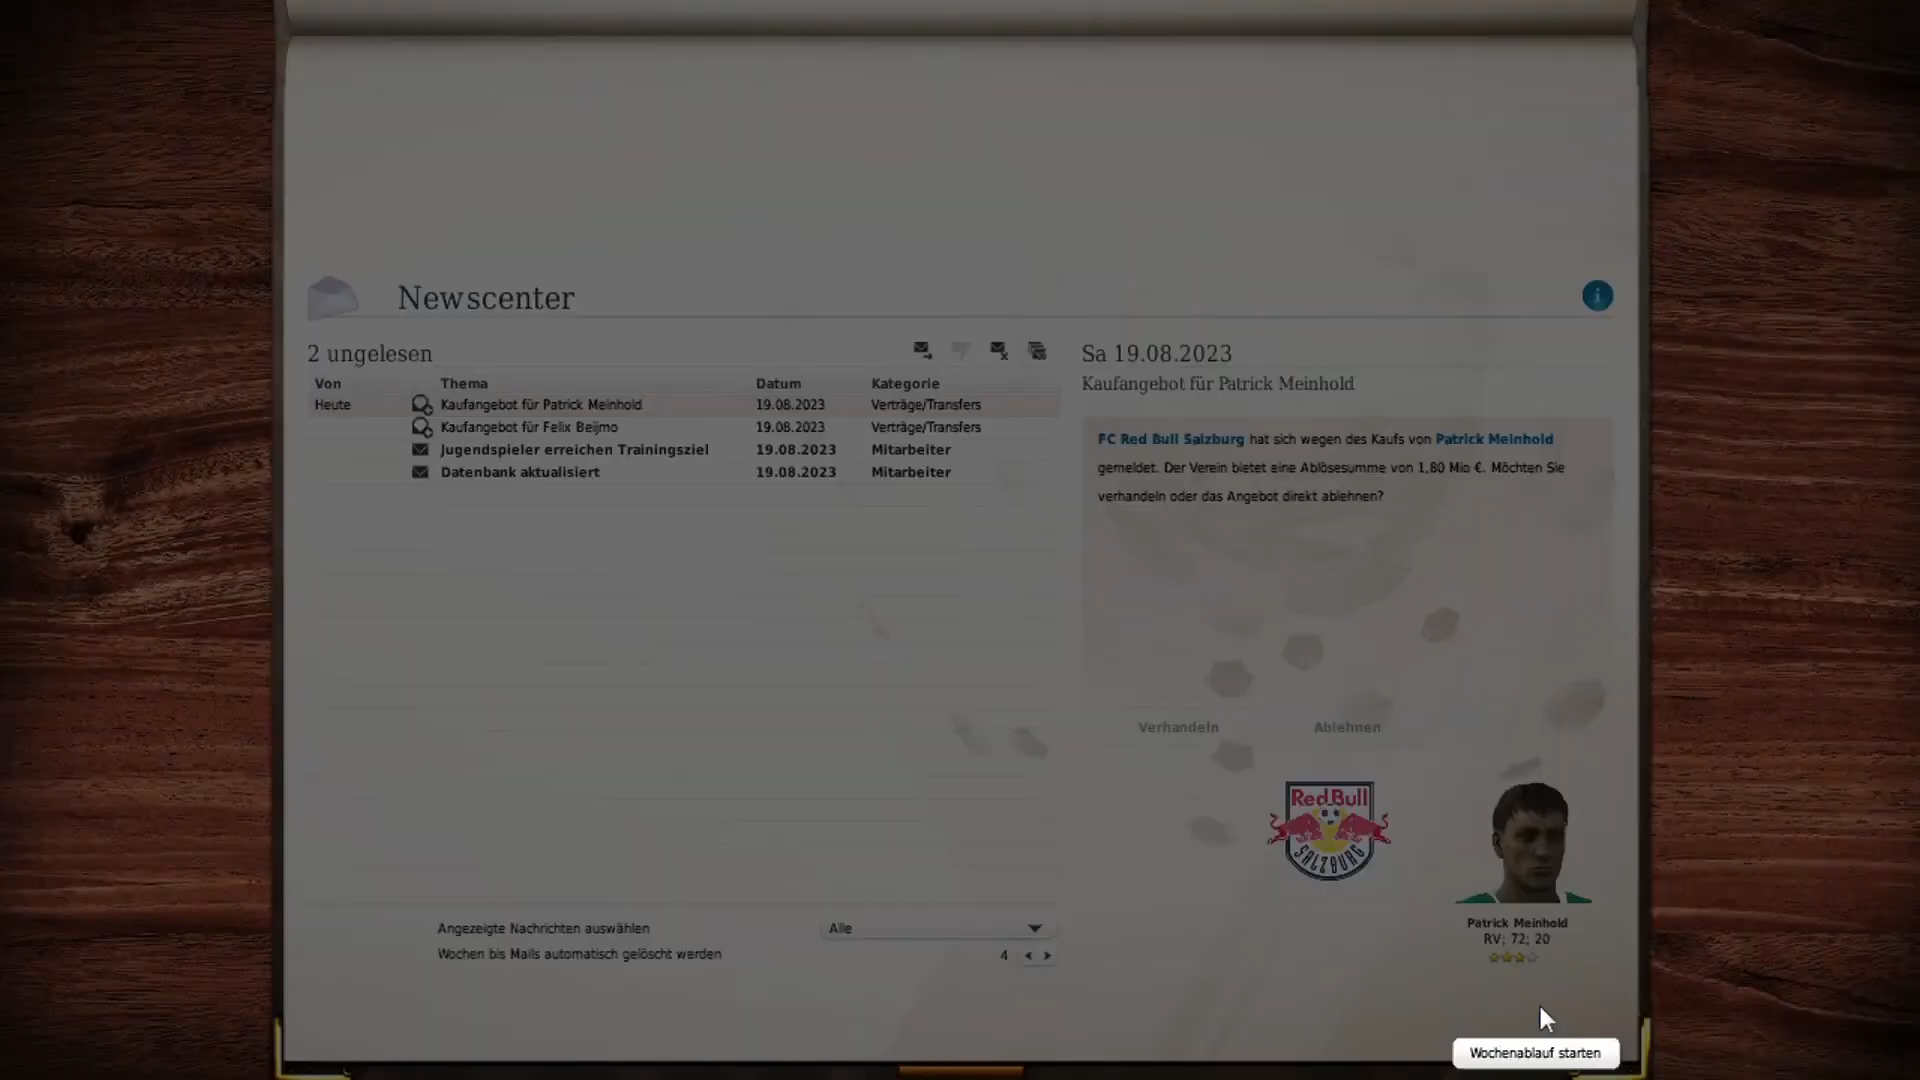 Newscenter
i
2 ungelesen
Von Thema Datum Kategorie
Heute Kaufangebot für Patrick Meinhold 19.08.2023 Verträge/Transfers
Kaufangebot für Felix Beijmo 19.08.2023 Verträge/Transfers
Jugendspieler erreichen Trainingsziel 19.08.2023 Mitarbeiter
Datenbank aktualisiert 19.08.2023 Mitarbeiter
Angezeigte Nachrichten auswählen Alle
Wochen bis Mails automatisch gelöscht werden 4
Sa 19.08.2023
Kaufangebot für Patrick Meinhold
FC Red Bull Salzburg hat sich wegen des Kaufs von Patrick Meinhold
gemeldet. Der Verein bietet eine Ablösesumme von 1,80 Mio €. Möchten Sie
verhandeln oder das Angebot direkt ablehnen?
Verhandeln Ablehnen
Red Bull
SALZBURG
Patrick Meinhold
RV; 72; 20
Wochenablauf starten